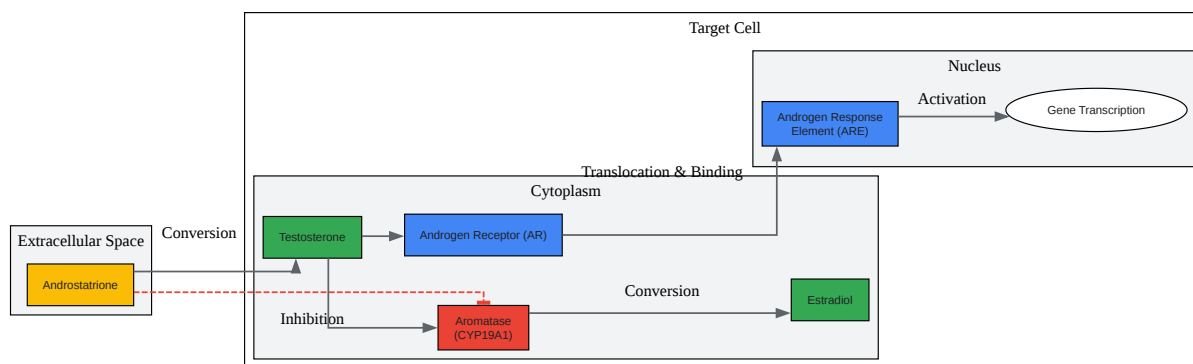 Target Cell
Nucleus
Activation
Gene Transcription
Androgen Response
Element (ARE)
Translocation & Binding
Cytoplasm
Testosterone
Androgen Receptor (AR)
Conversion
Extracellular Space
Androstatrione
Conversion
Estradiol
Inhibition
Aromatase
(CYP19A1)